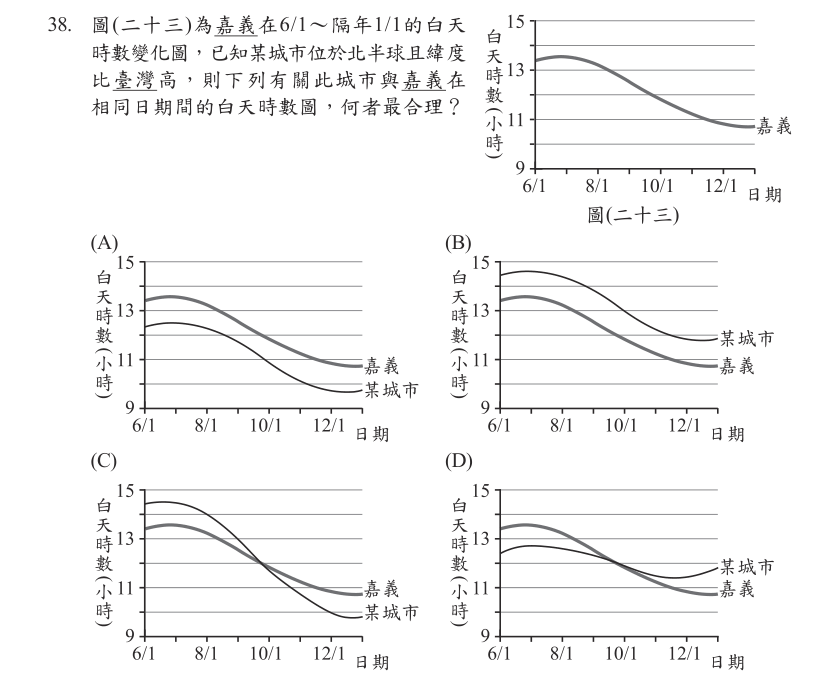 38. 圖(二十三)為嘉義在6/1～隔年1/1的白天
時數變化圖，已知某城市位於北半球且緯度
比臺灣高，則下列有關此城市與嘉義在
相同日期間的白天時數圖，何者最合理？
白天時數(小時)
15
13
11
9
嘉義
6/1 8/1 10/1 12/1 日期
圖(二十三)
(A)
白天時數(小時)
15
13
11
9
嘉義
某城市
6/1 8/1 10/1 12/1 日期
(B)
白天時數(小時)
15
13
11
9
某城市
嘉義
6/1 8/1 10/1 12/1 日期
(C)
白天時數(小時)
15
13
11
9
嘉義
某城市
6/1 8/1 10/1 12/1 日期
(D)
白天時數(小時)
15
13
11
9
某城市
嘉義
6/1 8/1 10/1 12/1 日期